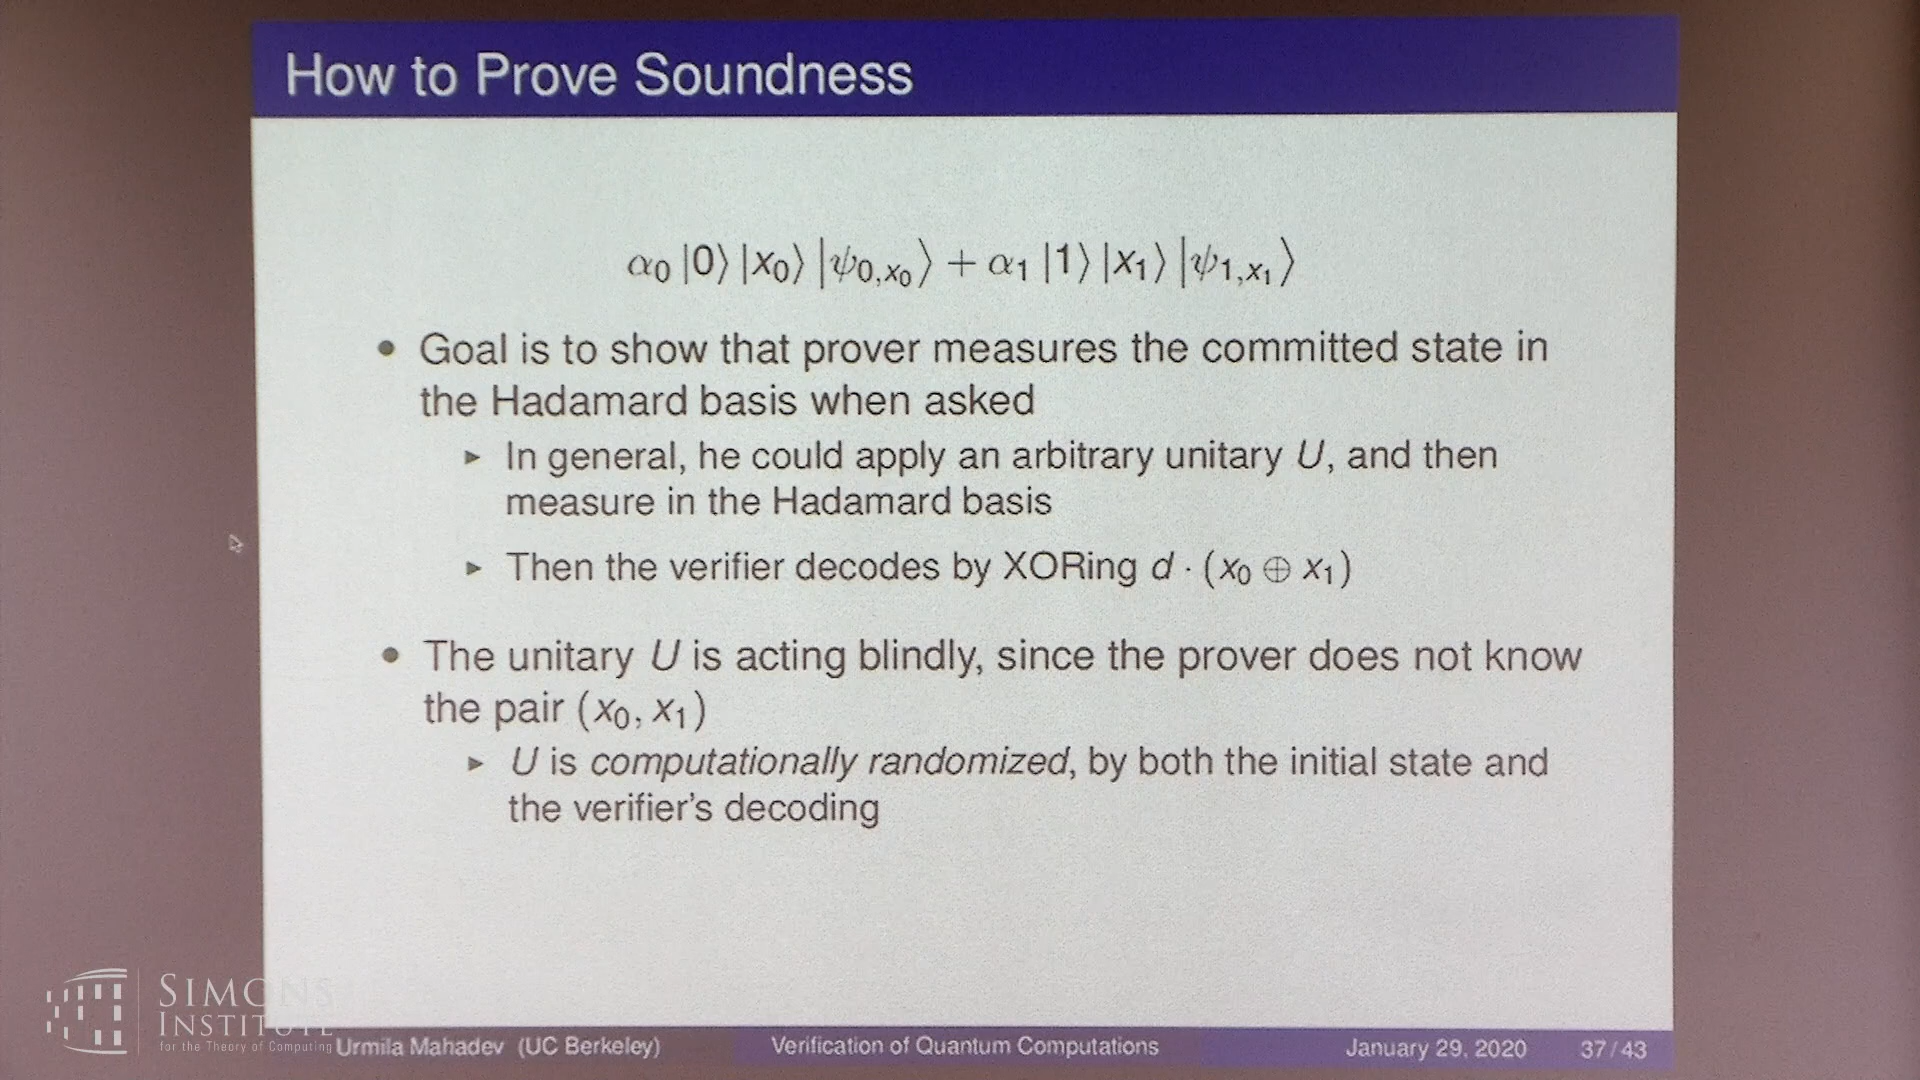 How to Prove Soundness
α₀ |0⟩ |x₀⟩ |ψ₀,ₓ₀⟩ + α₁ |1⟩ |x₁⟩ |ψ₁,ₓ₁⟩
• Goal is to show that prover measures the committed state in
the Hadamard basis when asked
▸ In general, he could apply an arbitrary unitary U, and then
measure in the Hadamard basis
▸ Then the verifier decodes by XORing d · (x₀ ⊕ x₁)
• The unitary U is acting blindly, since the prover does not know
the pair (x₀, x₁)
▸ U is computationally randomized, by both the initial state and
the verifier's decoding
SIMONS
INSTITUTE
for the Theory of Computing
Urmila Mahadev (UC Berkeley) Verification of Quantum Computations January 29, 2020 37/43